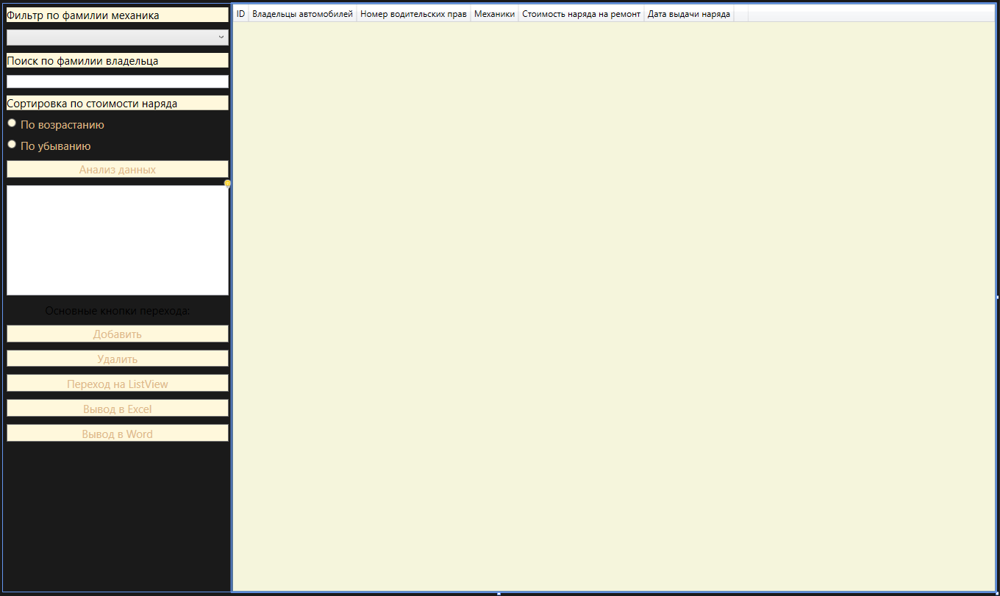 Фильтр по фамилии механика
Поиск по фамилии владельца
Сортировка по стоимости наряда
По возрастанию
По убыванию
Анализ данных
Основные кнопки перехода:
Добавить
Удалить
Переход на ListView
Вывод в Excel
Вывод в Word
ID Владельцы автомобилей Номер водительских прав Механики Стоимость наряда на ремонт Дата выдачи наряда